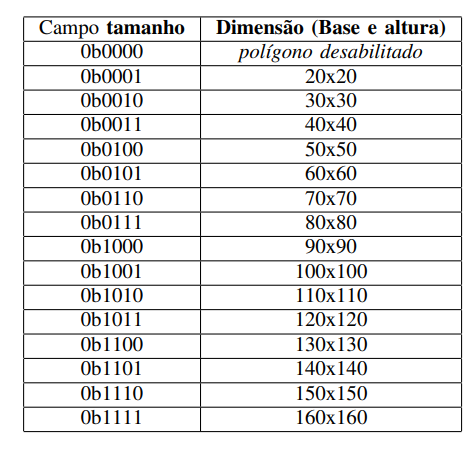 Campo tamanho Dimensão (Base e altura)
0b0000 polígono desabilitado
0b0001 20x20
0b0010 30x30
0b0011 40x40
0b0100 50x50
0b0101 60x60
0b0110 70x70
0b0111 80x80
0b1000 90x90
0b1001 100x100
0b1010 110x110
0b1011 120x120
0b1100 130x130
0b1101 140x140
0b1110 150x150
0b1111 160x160